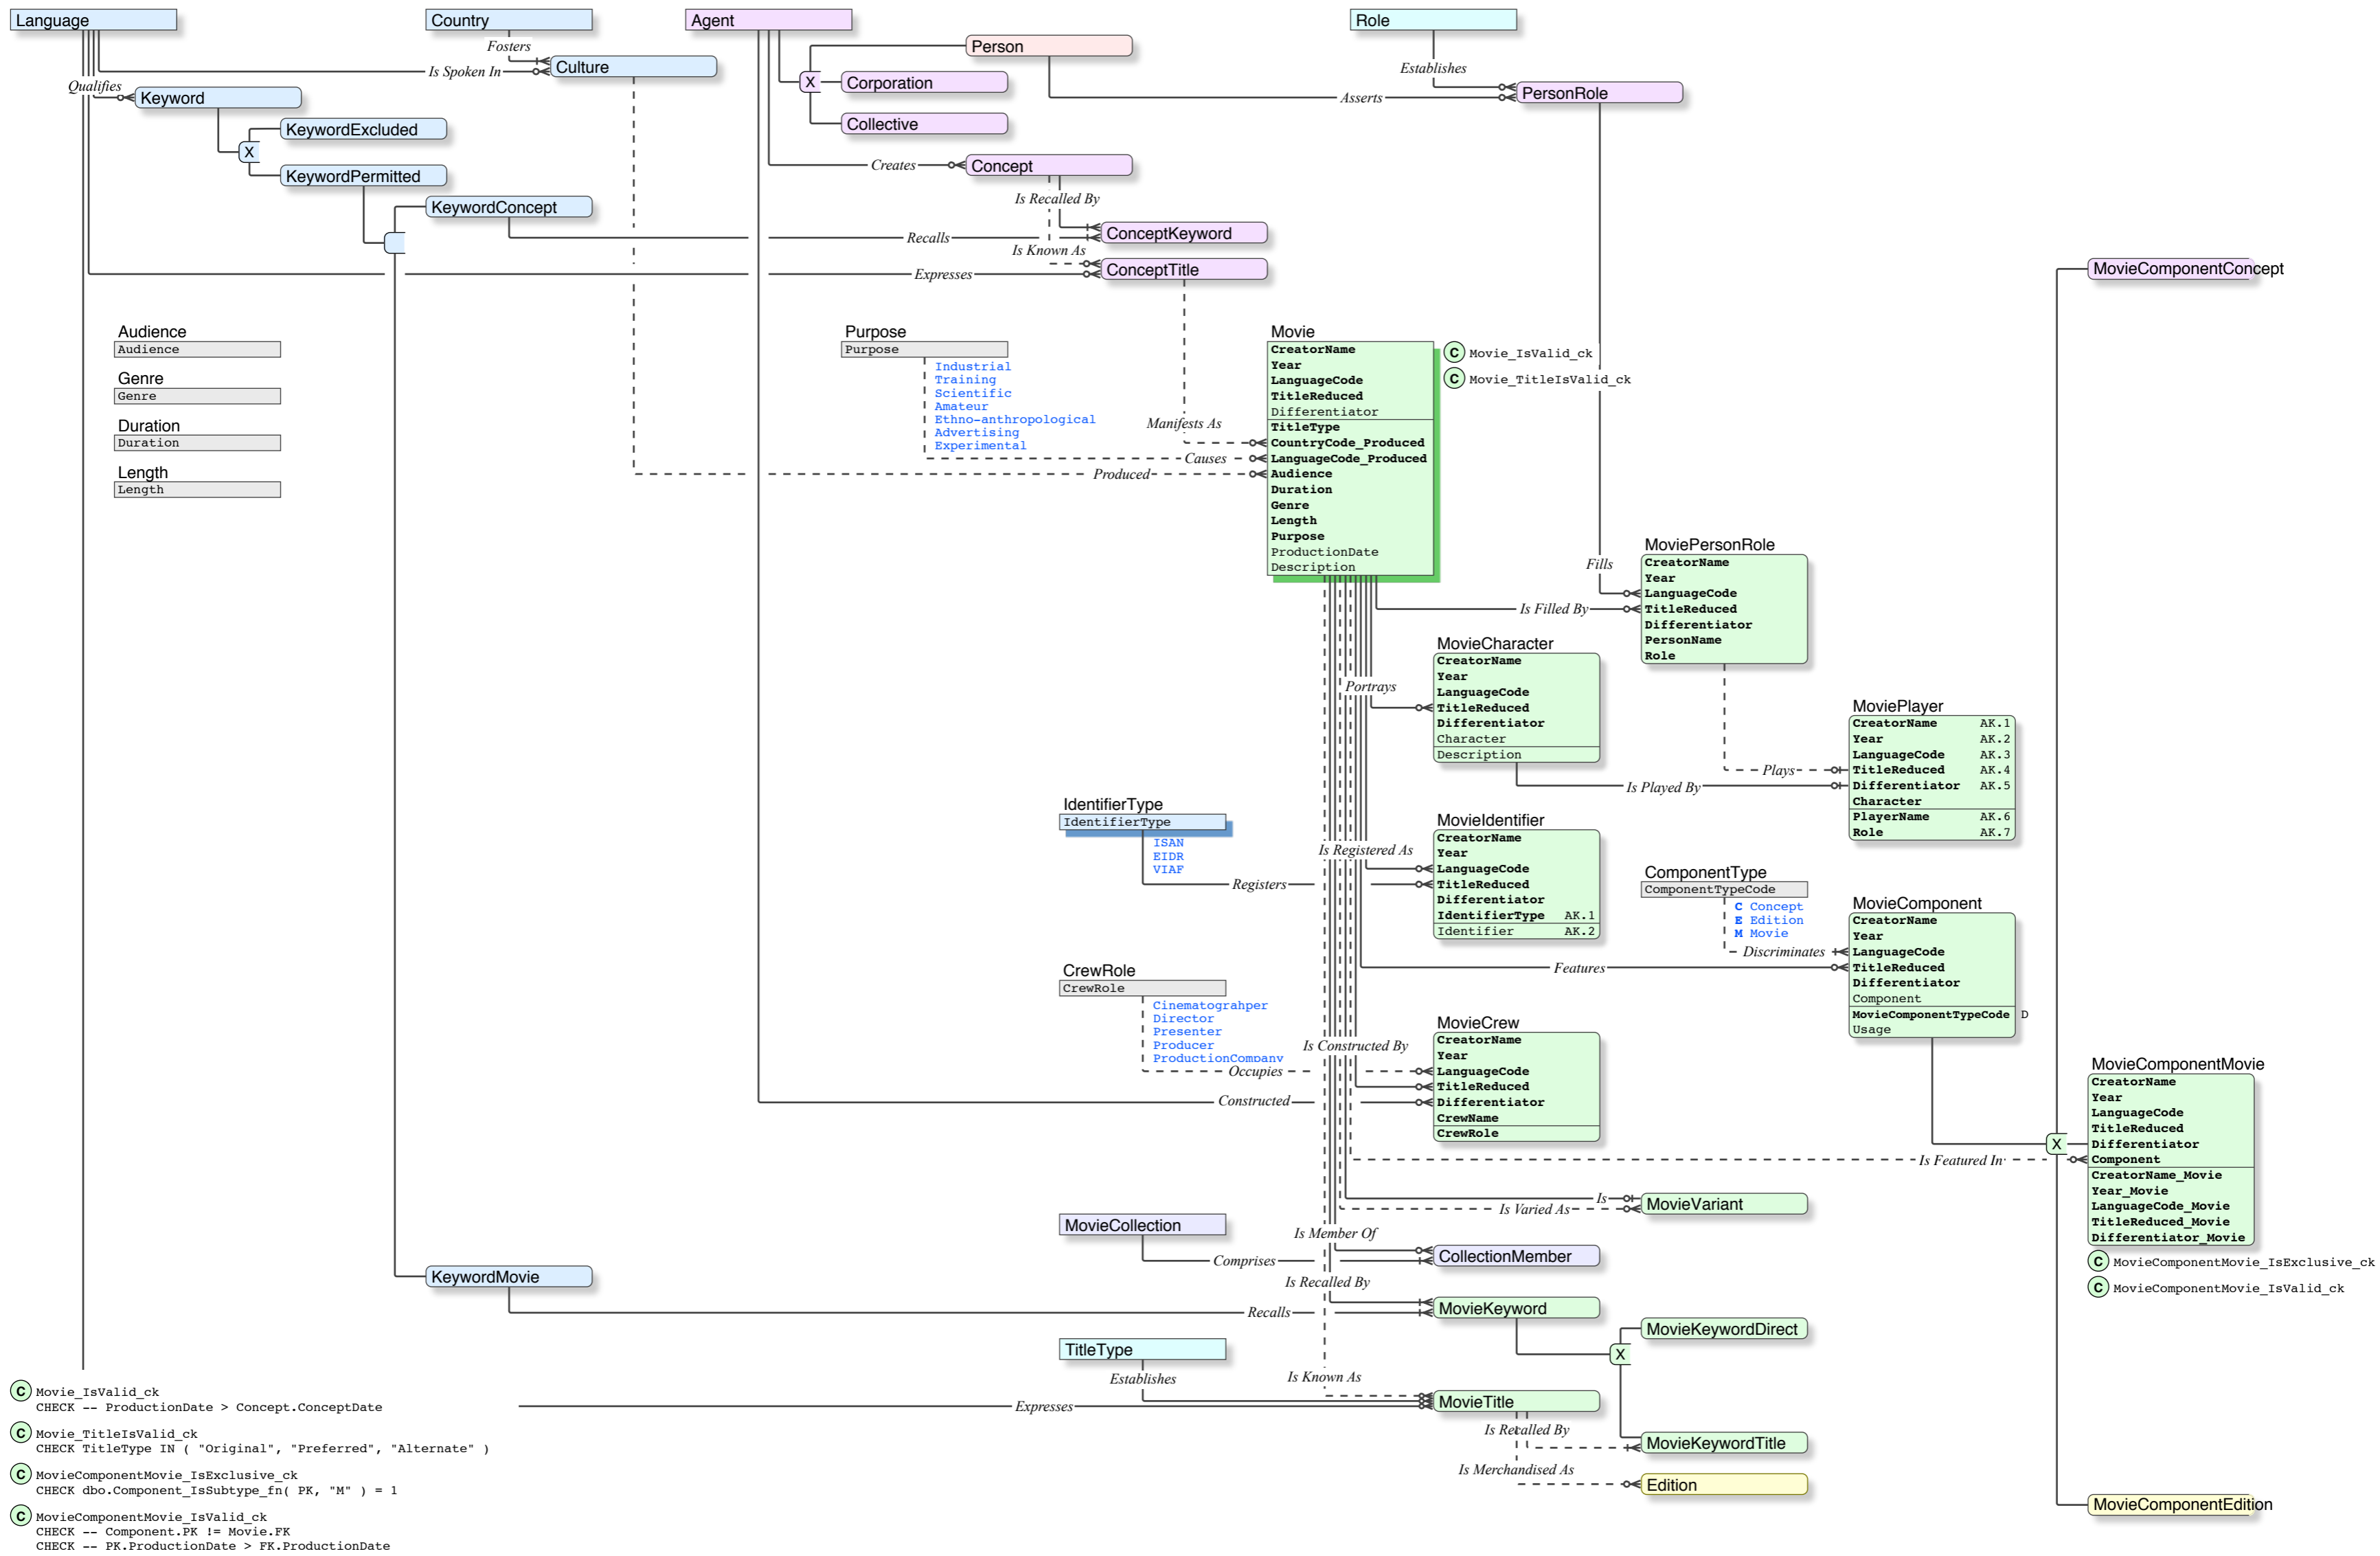 Language
Country
Agent
Role
Fosters
Person
Is Spoken In
Culture
Establishes
Qualifies
Keyword
X
Corporation
Asserts
PersonRole
KeywordExcluded
Collective
X
KeywordPermitted
Creates
Concept
KeywordConcept
Is Recalled By
Recalls
ConceptKeyword
Is Known As
Expresses
ConceptTitle
MovieComponentConcept
Audience
Audience
Genre
Genre
Duration
Duration
Length
Length
Purpose
Purpose
Industrial
Training
Scientific
Amateur
Ethno-anthropological
Advertising
Experimental
Manifests As
Causes
Produced
Movie
CreatorName
Year
LanguageCode
TitleReduced
Differentiator
TitleType
CountryCode_Produced
LanguageCode_Produced
Audience
Duration
Genre
Length
Purpose
ProductionDate
Description
C Movie_IsValid_ck
C Movie_TitleIsValid_ck
Fills
Is Filled By
MoviePersonRole
CreatorName
Year
LanguageCode
TitleReduced
Differentiator
PersonName
Role
Portrays
MovieCharacter
CreatorName
Year
LanguageCode
TitleReduced
Differentiator
Character
Description
Plays
Is Played By
MoviePlayer
CreatorName AK.1
Year AK.2
LanguageCode AK.3
TitleReduced AK.4
Differentiator AK.5
Character
PlayerName AK.6
Role AK.7
IdentifierType
IdentifierType
ISAN
EIDR
VIAF
Registers
Is Registered As
MovieIdentifier
CreatorName
Year
LanguageCode
TitleReduced
Differentiator
IdentifierType AK.1
Identifier AK.2
ComponentType
ComponentTypeCode
C Concept
E Edition
M Movie
Discriminates
Features
MovieComponent
CreatorName
Year
LanguageCode
TitleReduced
Differentiator
Component
MovieComponentTypeCode D
Usage
CrewRole
CrewRole
Cinematograhper
Director
Presenter
Producer
ProductionCompany
Occupies
Constructed
Is Constructed By
MovieCrew
CreatorName
Year
LanguageCode
TitleReduced
Differentiator
CrewName
CrewRole
MovieComponentMovie
CreatorName
Year
LanguageCode
TitleReduced
Differentiator
Component
CreatorName_Movie
Year_Movie
LanguageCode_Movie
TitleReduced_Movie
Differentiator_Movie
X
Is Featured In
C MovieComponentMovie_IsExclusive_ck
C MovieComponentMovie_IsValid_ck
Is
Is Varied As
MovieVariant
MovieCollection
Is Member Of
Comprises
CollectionMember
KeywordMovie
Is Recalled By
Recalls
MovieKeyword
MovieKeywordDirect
X
TitleType
Establishes
Is Known As
Expresses
MovieTitle
Is Recalled By
MovieKeywordTitle
Is Merchandised As
Edition
MovieComponentEdition
C Movie_IsValid_ck
CHECK -- ProductionDate > Concept.ConceptDate
C Movie_TitleIsValid_ck
CHECK TitleType IN ( "Original", "Preferred", "Alternate" )
C MovieComponentMovie_IsExclusive_ck
CHECK dbo.Component_IsSubtype_fn( PK, "M" ) = 1
C MovieComponentMovie_IsValid_ck
CHECK -- Component.PK != Movie.FK
CHECK -- PK.ProductionDate > FK.ProductionDate